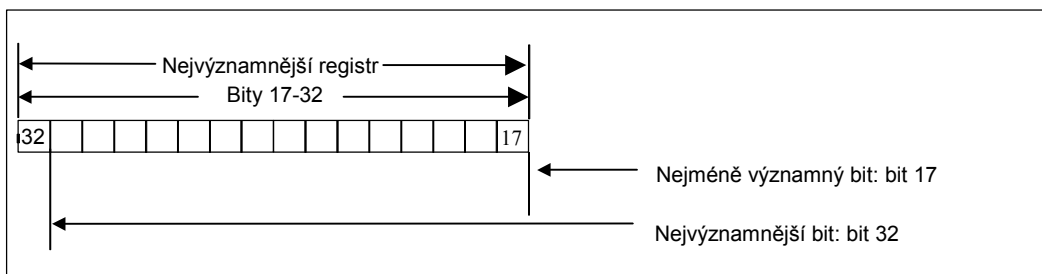 Nejvýznamnější registr
Bity 17-32
32 17
Nejméně významný bit: bit 17
Nejvýznamnější bit: bit 32